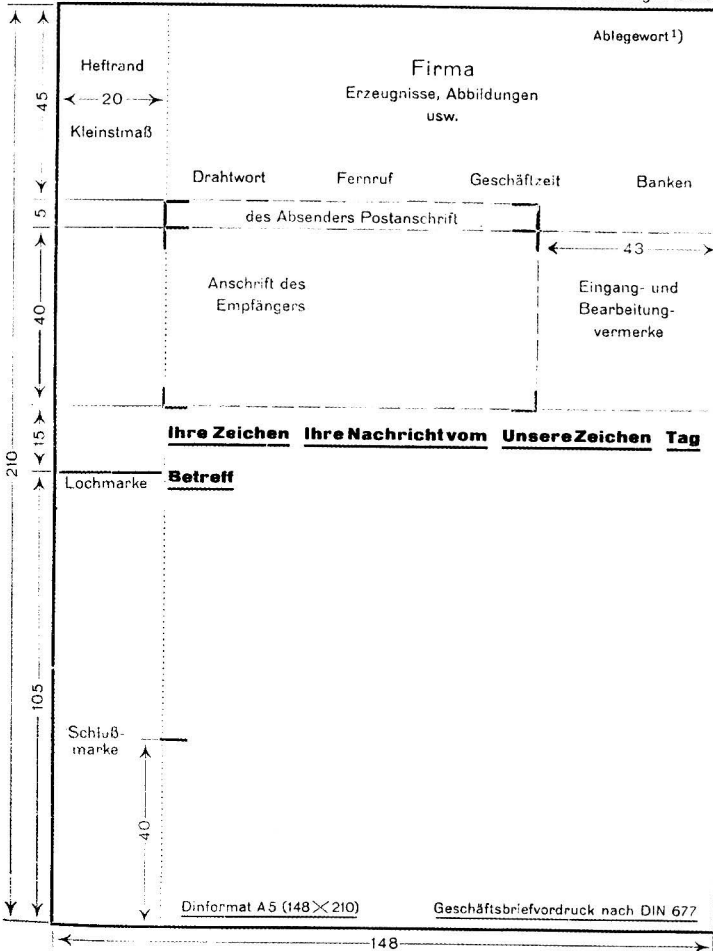 Ablegewort¹)
Heftrand
Firma
20
Erzeugnisse, Abbildungen
Kleinstmaß
usw.
45
Drahtwort Fernruf Geschäftzeit Banken
5
des Absenders Postanschrift
43
Anschrift des
Empfängers
Eingang- und
Bearbeitung-
vermerke
40
Ihre Zeichen Ihre Nachricht vom Unsere Zeichen Tag
15
210
Lochmarke
Betreff
105
Schluß-
marke
40
Dinformat A5 (148×210) Geschäftsbriefvordruck nach DIN 677
148